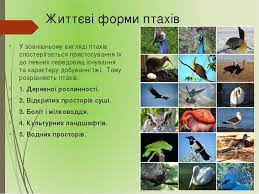 Життєві форми птахів
У зовнішньому вигляді птахів
спостерігається пристосування їх
до певних середовищ існування
та характеру добування їжі. Тому
розрізняють птахів:
1. Деревної рослинності.
2. Відкритих просторів суші.
3. Боліт і мілководдя.
4. Культурних ландшафтів.
5. Водних просторів.